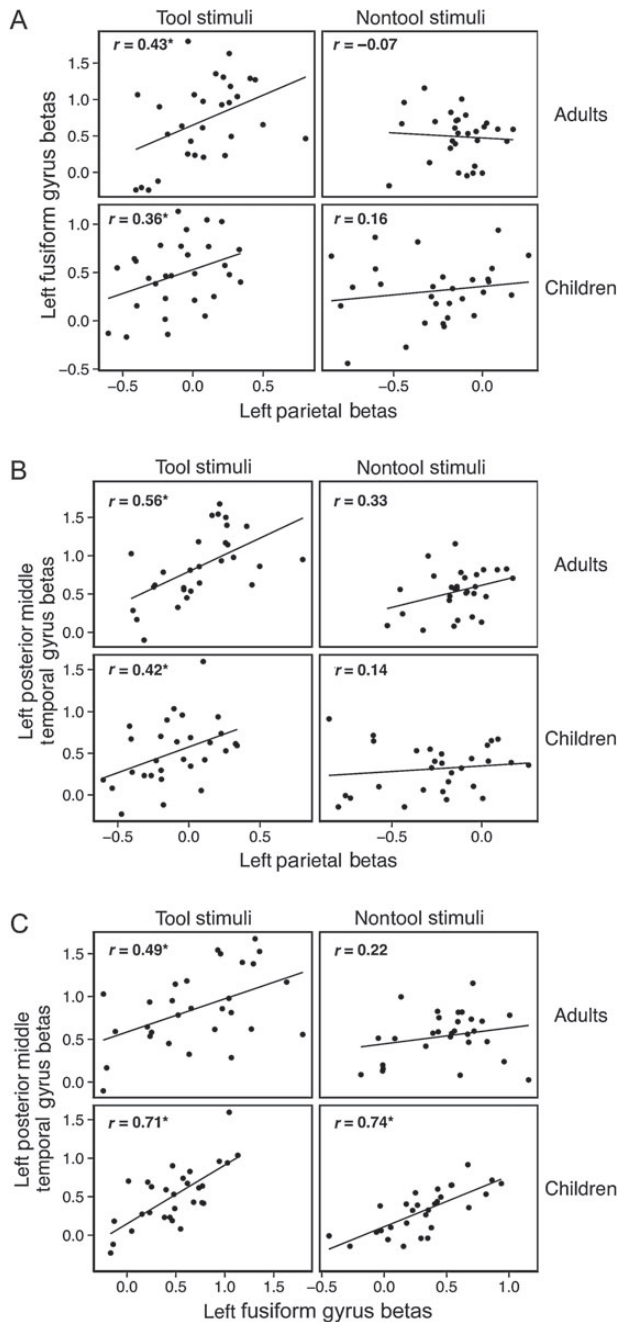 A
Tool stimuli
Nontool stimuli
r = 0.43*
r = −0.07
1.5
1.0
0.5
0.0
Adults
r = 0.36*
r = 0.16
1.0
0.5
0.0
−0.5
Children
Left fusiform gyrus betas
−0.5
0.0
0.5
−0.5
0.0
Left parietal betas
B
Tool stimuli
Nontool stimuli
r = 0.56*
r = 0.33
1.5
1.0
0.5
0.0
Adults
r = 0.42*
r = 0.14
1.5
1.0
0.5
0.0
Children
Left posterior middle
temporal gyrus betas
−0.5
0.0
0.5
−0.5
0.0
Left parietal betas
C
Tool stimuli
Nontool stimuli
r = 0.49*
r = 0.22
1.5
1.0
0.5
0.0
Adults
r = 0.71*
r = 0.74*
1.5
1.0
0.5
0.0
Children
Left posterior middle
temporal gyrus betas
0.0
0.5
1.0
1.5
−0.5
0.0
0.5
1.0
Left fusiform gyrus betas